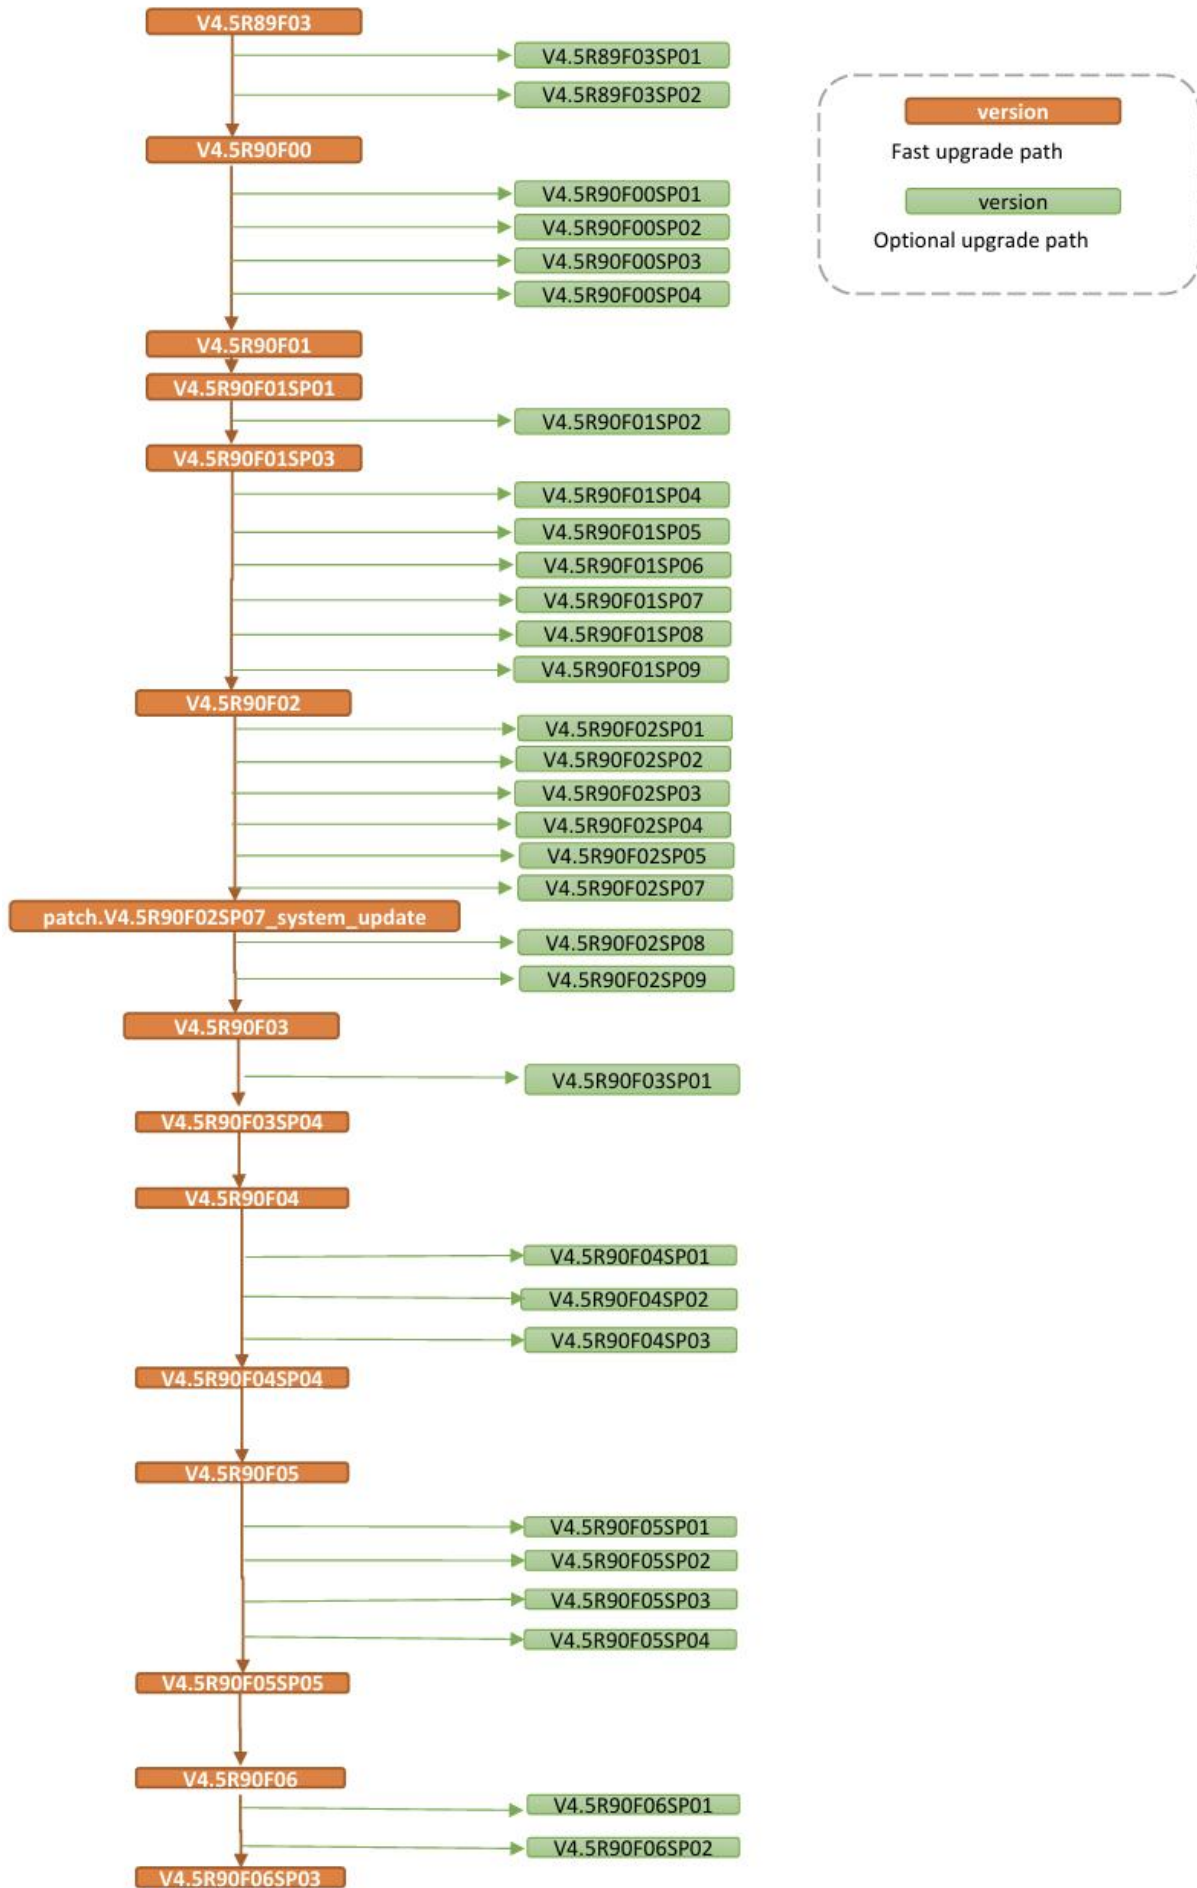 V4.5R89F03
V4.5R89F03SP01
V4.5R89F03SP02
version
Fast upgrade path
version
Optional upgrade path
V4.5R90F00
V4.5R90F00SP01
V4.5R90F00SP02
V4.5R90F00SP03
V4.5R90F00SP04
V4.5R90F01
V4.5R90F01SP01
V4.5R90F01SP02
V4.5R90F01SP03
V4.5R90F01SP04
V4.5R90F01SP05
V4.5R90F01SP06
V4.5R90F01SP07
V4.5R90F01SP08
V4.5R90F01SP09
V4.5R90F02
V4.5R90F02SP01
V4.5R90F02SP02
V4.5R90F02SP03
V4.5R90F02SP04
V4.5R90F02SP05
V4.5R90F02SP07
patch.V4.5R90F02SP07_system_update
V4.5R90F02SP08
V4.5R90F02SP09
V4.5R90F03
V4.5R90F03SP01
V4.5R90F03SP04
V4.5R90F04
V4.5R90F04SP01
V4.5R90F04SP02
V4.5R90F04SP03
V4.5R90F04SP04
V4.5R90F05
V4.5R90F05SP01
V4.5R90F05SP02
V4.5R90F05SP03
V4.5R90F05SP04
V4.5R90F05SP05
V4.5R90F06
V4.5R90F06SP01
V4.5R90F06SP02
V4.5R90F06SP03